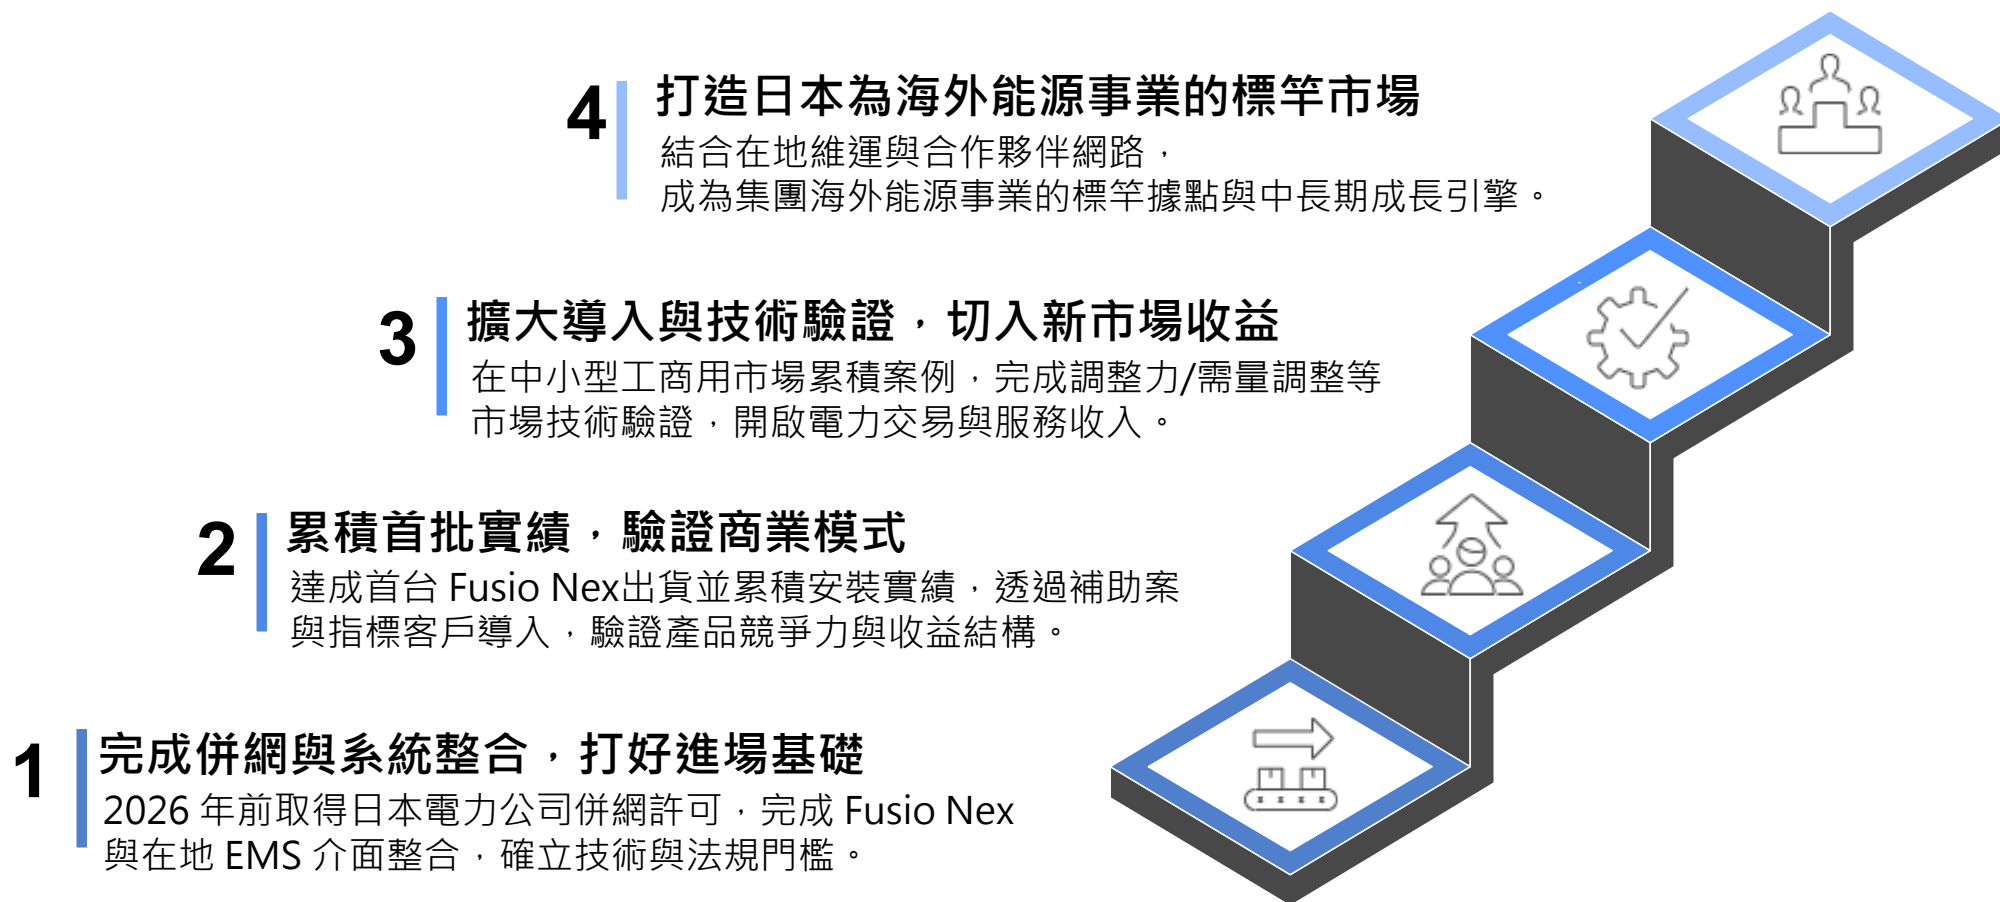 4
打造日本為海外能源事業的標竿市場
結合在地維運與合作夥伴網路，
成為集團海外能源事業的標竿據點與中長期成長引擎。
3
擴大導入與技術驗證，切入新市場收益
在中小型工商用市場累積案例，完成調整力/需量調整等
市場技術驗證，開啟電力交易與服務收入。
2
累積首批實績，驗證商業模式
達成首台 Fusio Nex出貨並累積安裝實績，透過補助案
與指標客戶導入，驗證產品競爭力與收益結構。
1
完成併網與系統整合，打好進場基礎
2026 年前取得日本電力公司併網許可，完成 Fusio Nex
與在地 EMS 介面整合，確立技術與法規門檻。